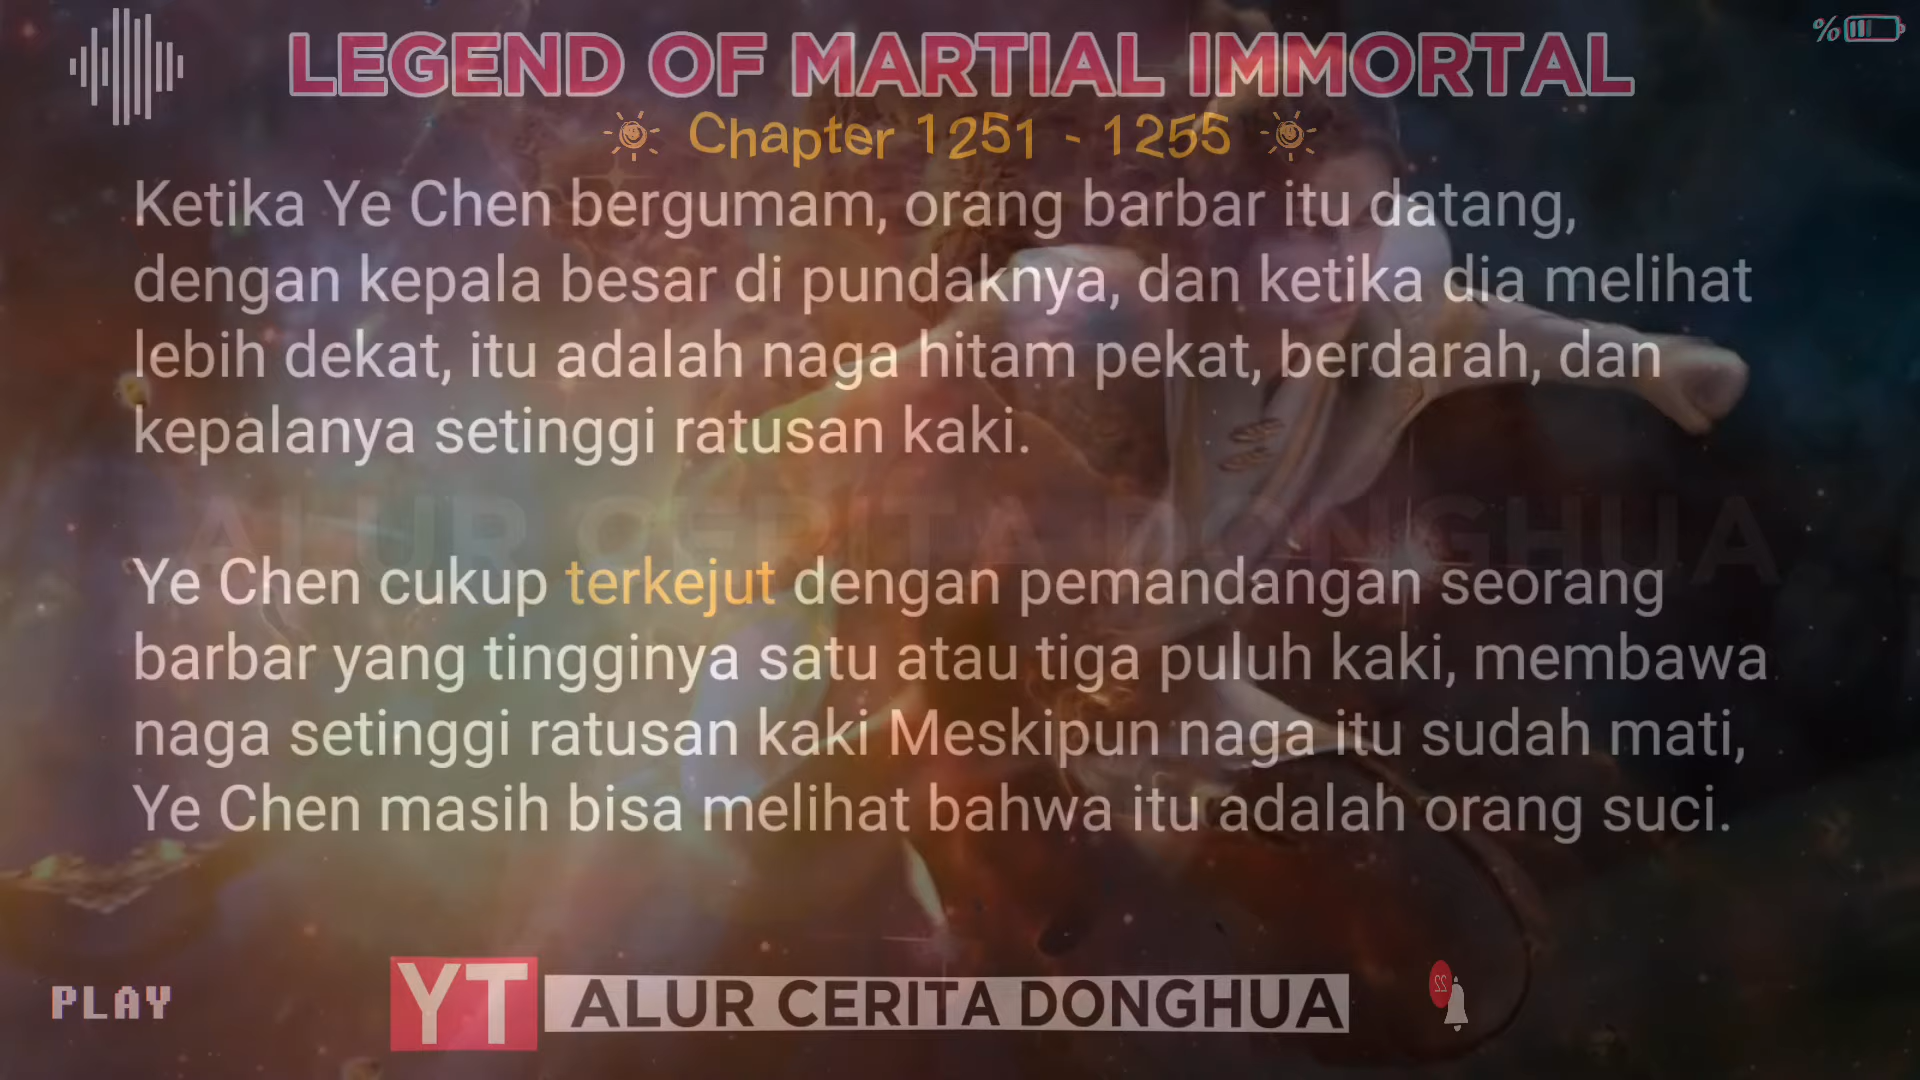 LEGEND OF MARTIAL IMMORTAL
%
Chapter 1251 - 1255
Ketika Ye Chen bergumam, orang barbar itu datang,
dengan kepala besar di pundaknya, dan ketika dia melihat
lebih dekat, itu adalah naga hitam pekat, berdarah, dan
kepalanya setinggi ratusan kaki.
ALUR CERITA DONGHUA
Ye Chen cukup terkejut dengan pemandangan seorang
barbar yang tingginya satu atau tiga puluh kaki, membawa
naga setinggi ratusan kaki Meskipun naga itu sudah mati,
Ye Chen masih bisa melihat bahwa itu adalah orang suci.
PLAY
YT ALUR CERITA DONGHUA
22